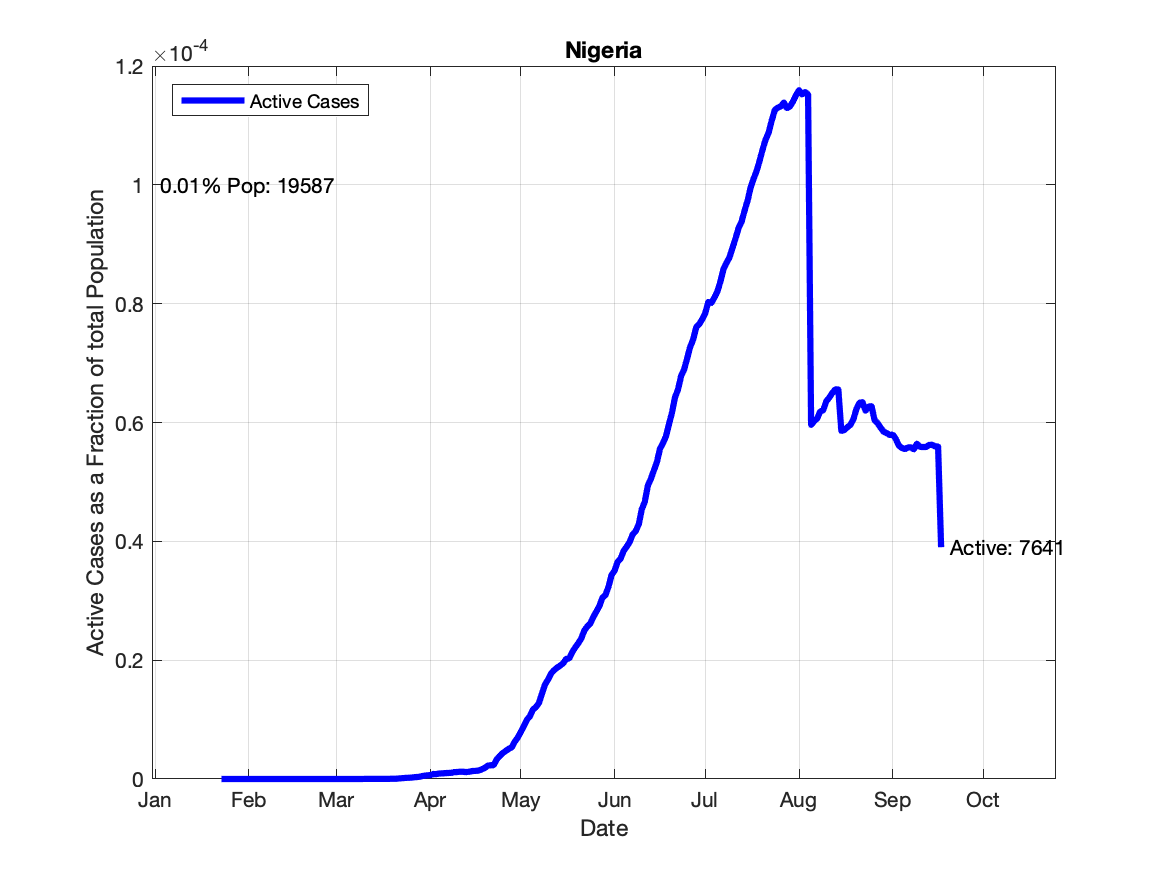 Nigeria
×10-4
1.2
Active Cases
1
0.01% Pop: 19587
0.8
0.6
0.4
Active: 7641
0.2
0
Active Cases as a Fraction of total Population
Jan Feb Mar Apr May Jun Jul Aug Sep Oct
Date